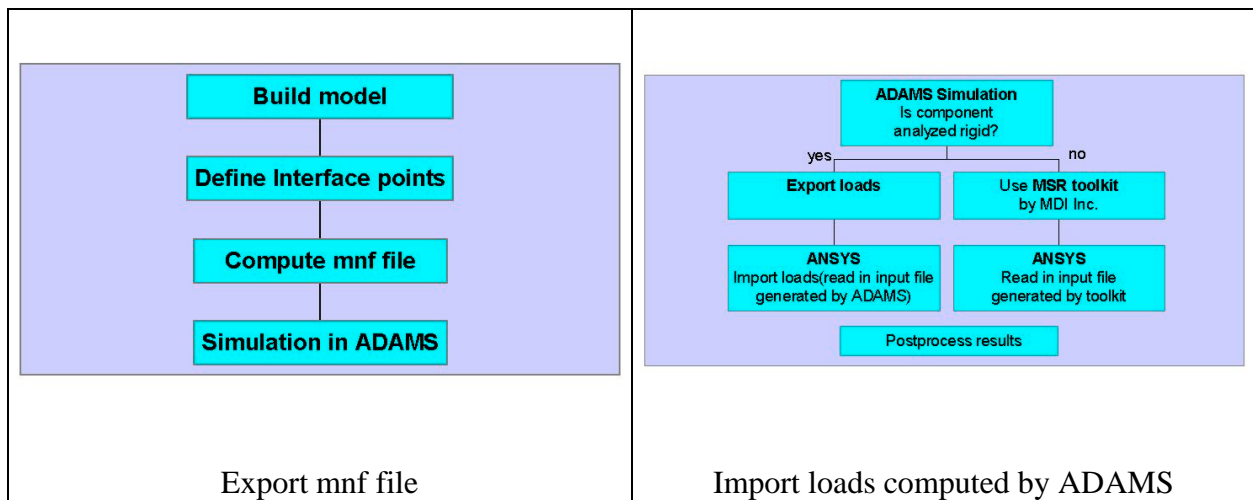 Build model
Define Interface points
Compute mnf file
Simulation in ADAMS
Export mnf file
ADAMS Simulation
Is component
analyzed rigid?
yes
no
Export loads
Use MSR toolkit
by MDI Inc.
ANSYS
Import loads(read in input file
generated by ADAMS)
ANSYS
Read in input file
generated by toolkit
Postprocess results
Import loads computed by ADAMS